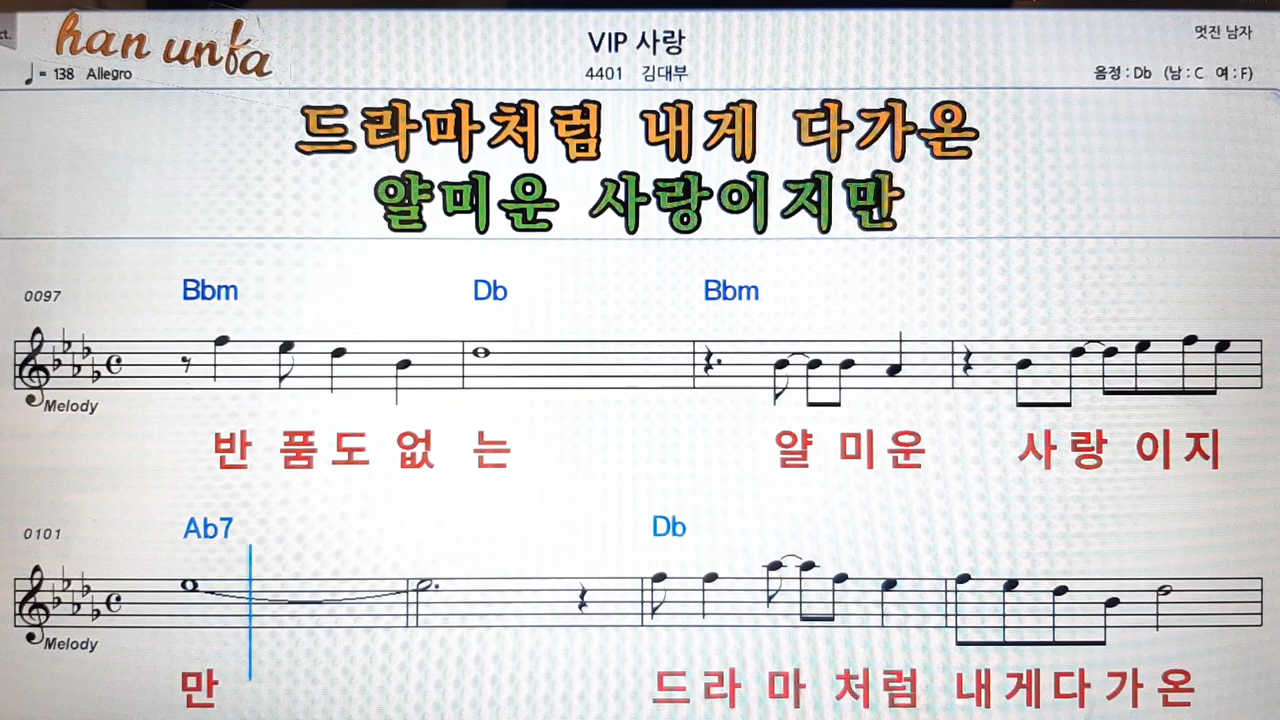 ct.
han unfa
VIP 사랑
멋진 남자
♩= 138 Allegro
4401 김대부
음정 : Db (남 : C 여 : F)
드라마처럼 내게 다가온
얄미운 사랑이지만
0097 Bbm Db Bbm
Melody
반 품 도 없 는 얄 미 운 사 랑 이 지
0101 Ab7 Db
Melody
만 드 라 마 처 럼 내 게 다 가 온